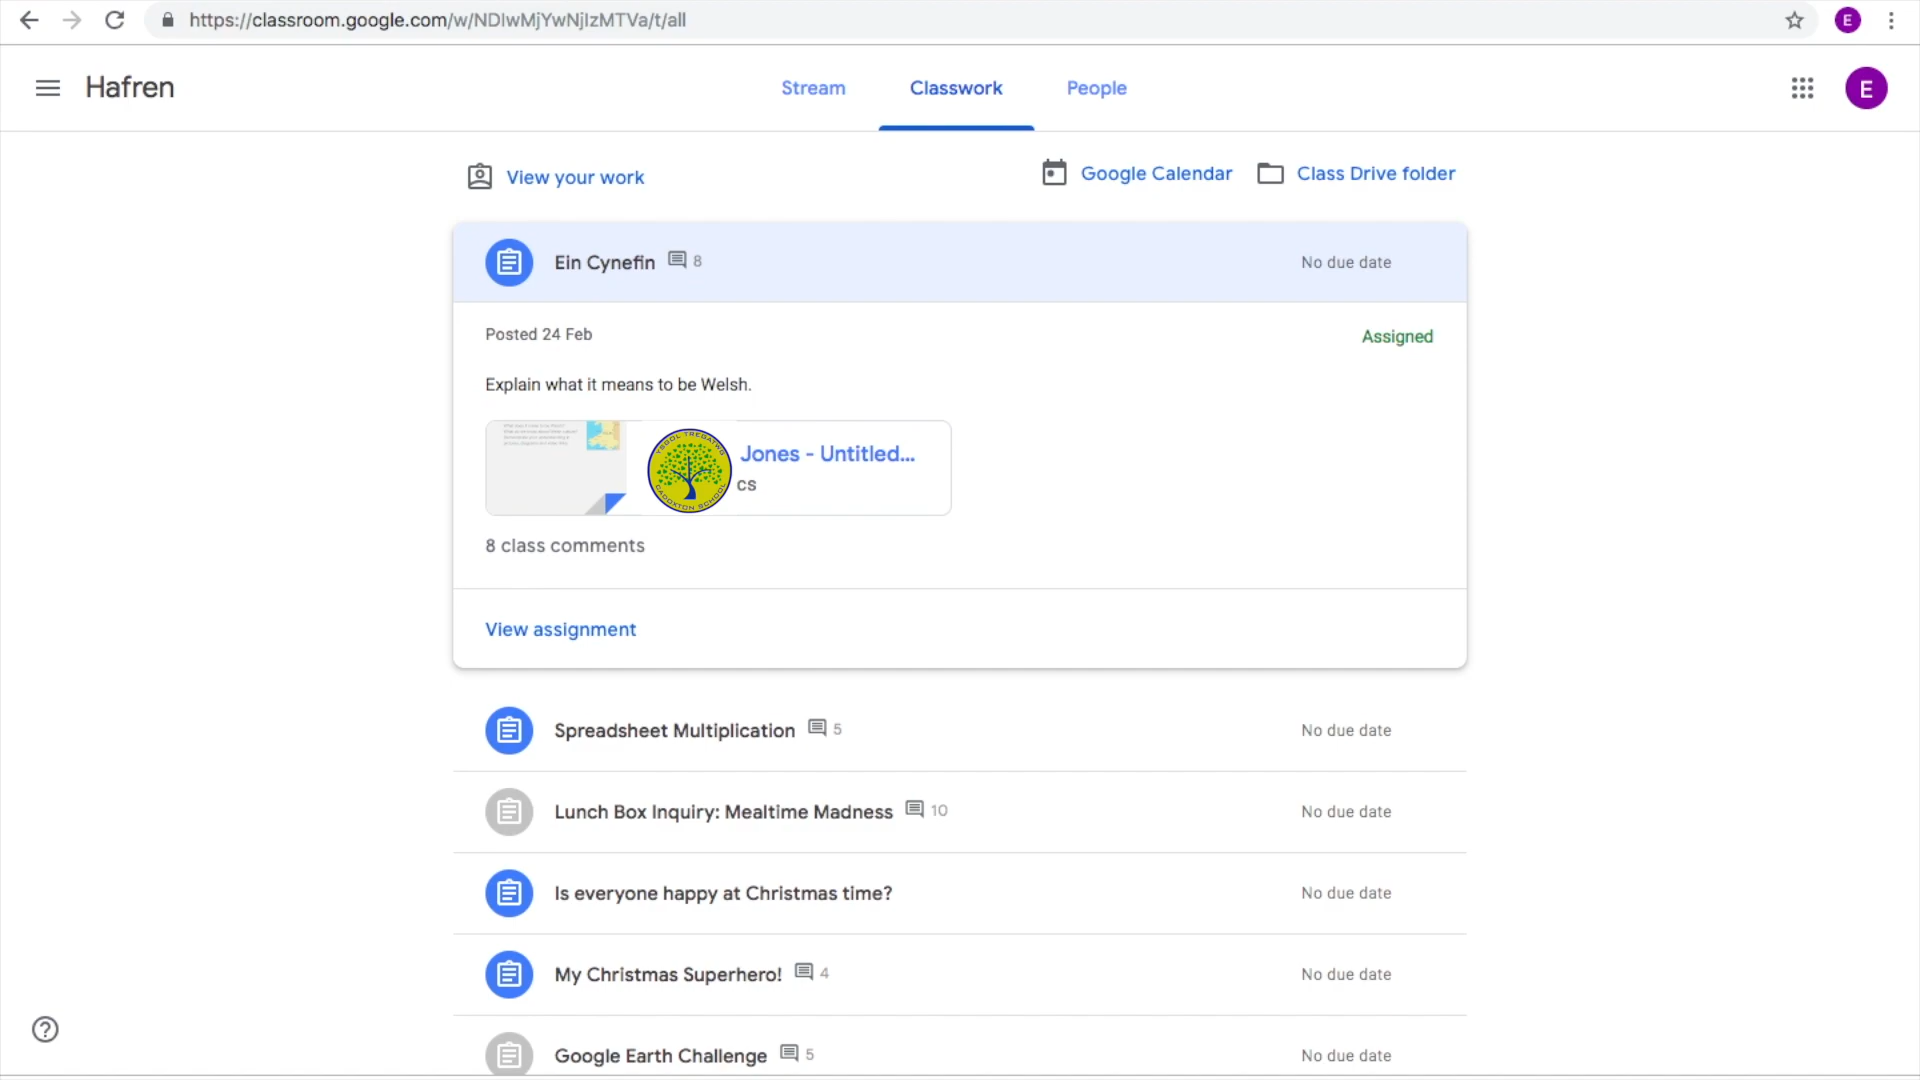 https://classroom.google.com/w/NDIwMjYwNjIzMTVa/t/all
E
Hafren
Stream
Classwork
People
E
View your work
Google Calendar
Class Drive folder
Ein Cynefin
8
No due date
Posted 24 Feb
Assigned
Explain what it means to be Welsh.
YSGOL TREGATWG
CADOXTON SCHOOL
Jones - Untitled...
cs
8 class comments
View assignment
Spreadsheet Multiplication
5
No due date
Lunch Box Inquiry: Mealtime Madness
10
No due date
Is everyone happy at Christmas time?
No due date
My Christmas Superhero!
4
No due date
Google Earth Challenge
5
No due date